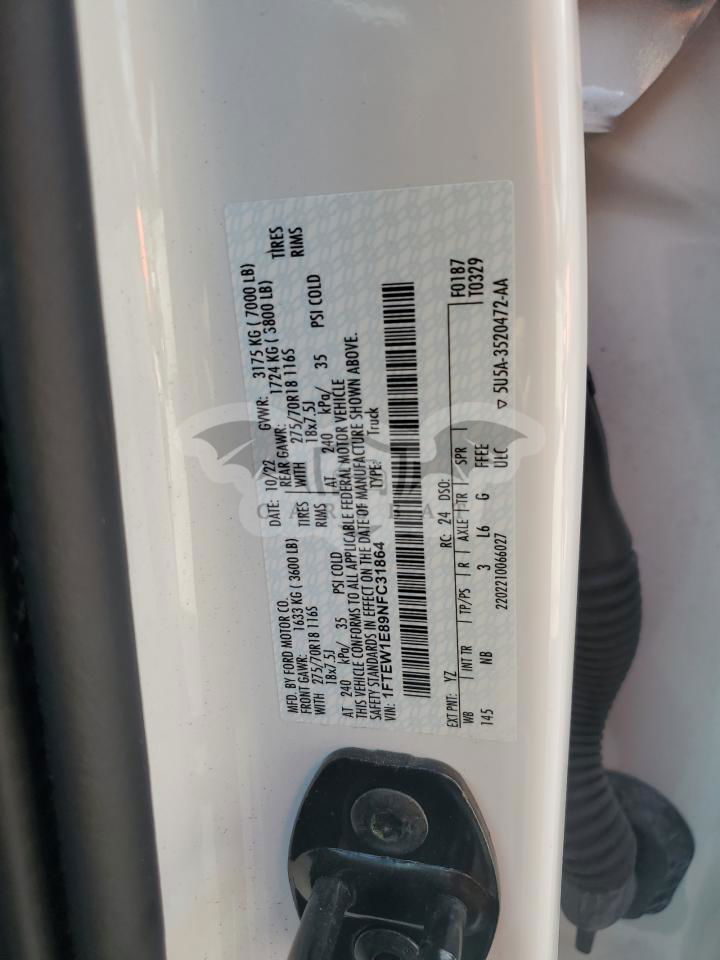 MFD. BY FORD MOTOR CO.
DATE: 10/22 GVWR: 3175 KG ( 7000 LB)
FRONT GAWR: 1633 KG (3600 LB) REAR GAWR: 1724 KG ( 3800 LB)
WITH 275/70R18 116S TIRES WITH 275/70R18 116S TIRES
18x7.5J RIMS 18x7.5J RIMS
AT 240 kPa/ 35 PSI COLD AT 240 kPa/ 35 PSI COLD
THIS VEHICLE CONFORMS TO ALL APPLICABLE FEDERAL MOTOR VEHICLE
SAFETY STANDARDS IN EFFECT ON THE DATE OF MANUFACTURE SHOWN ABOVE.
VIN: 1FTEW1E89NFC31864 TYPE: Truck
F0187
EXT PNT: YZ RC: 24 DSO: T0329
WB INT TR TP/PS R AXLE TR SPR
145 NB 3 L6 G FFEE
2202210066027 ULC ▽ 5U5A-3520472-AA